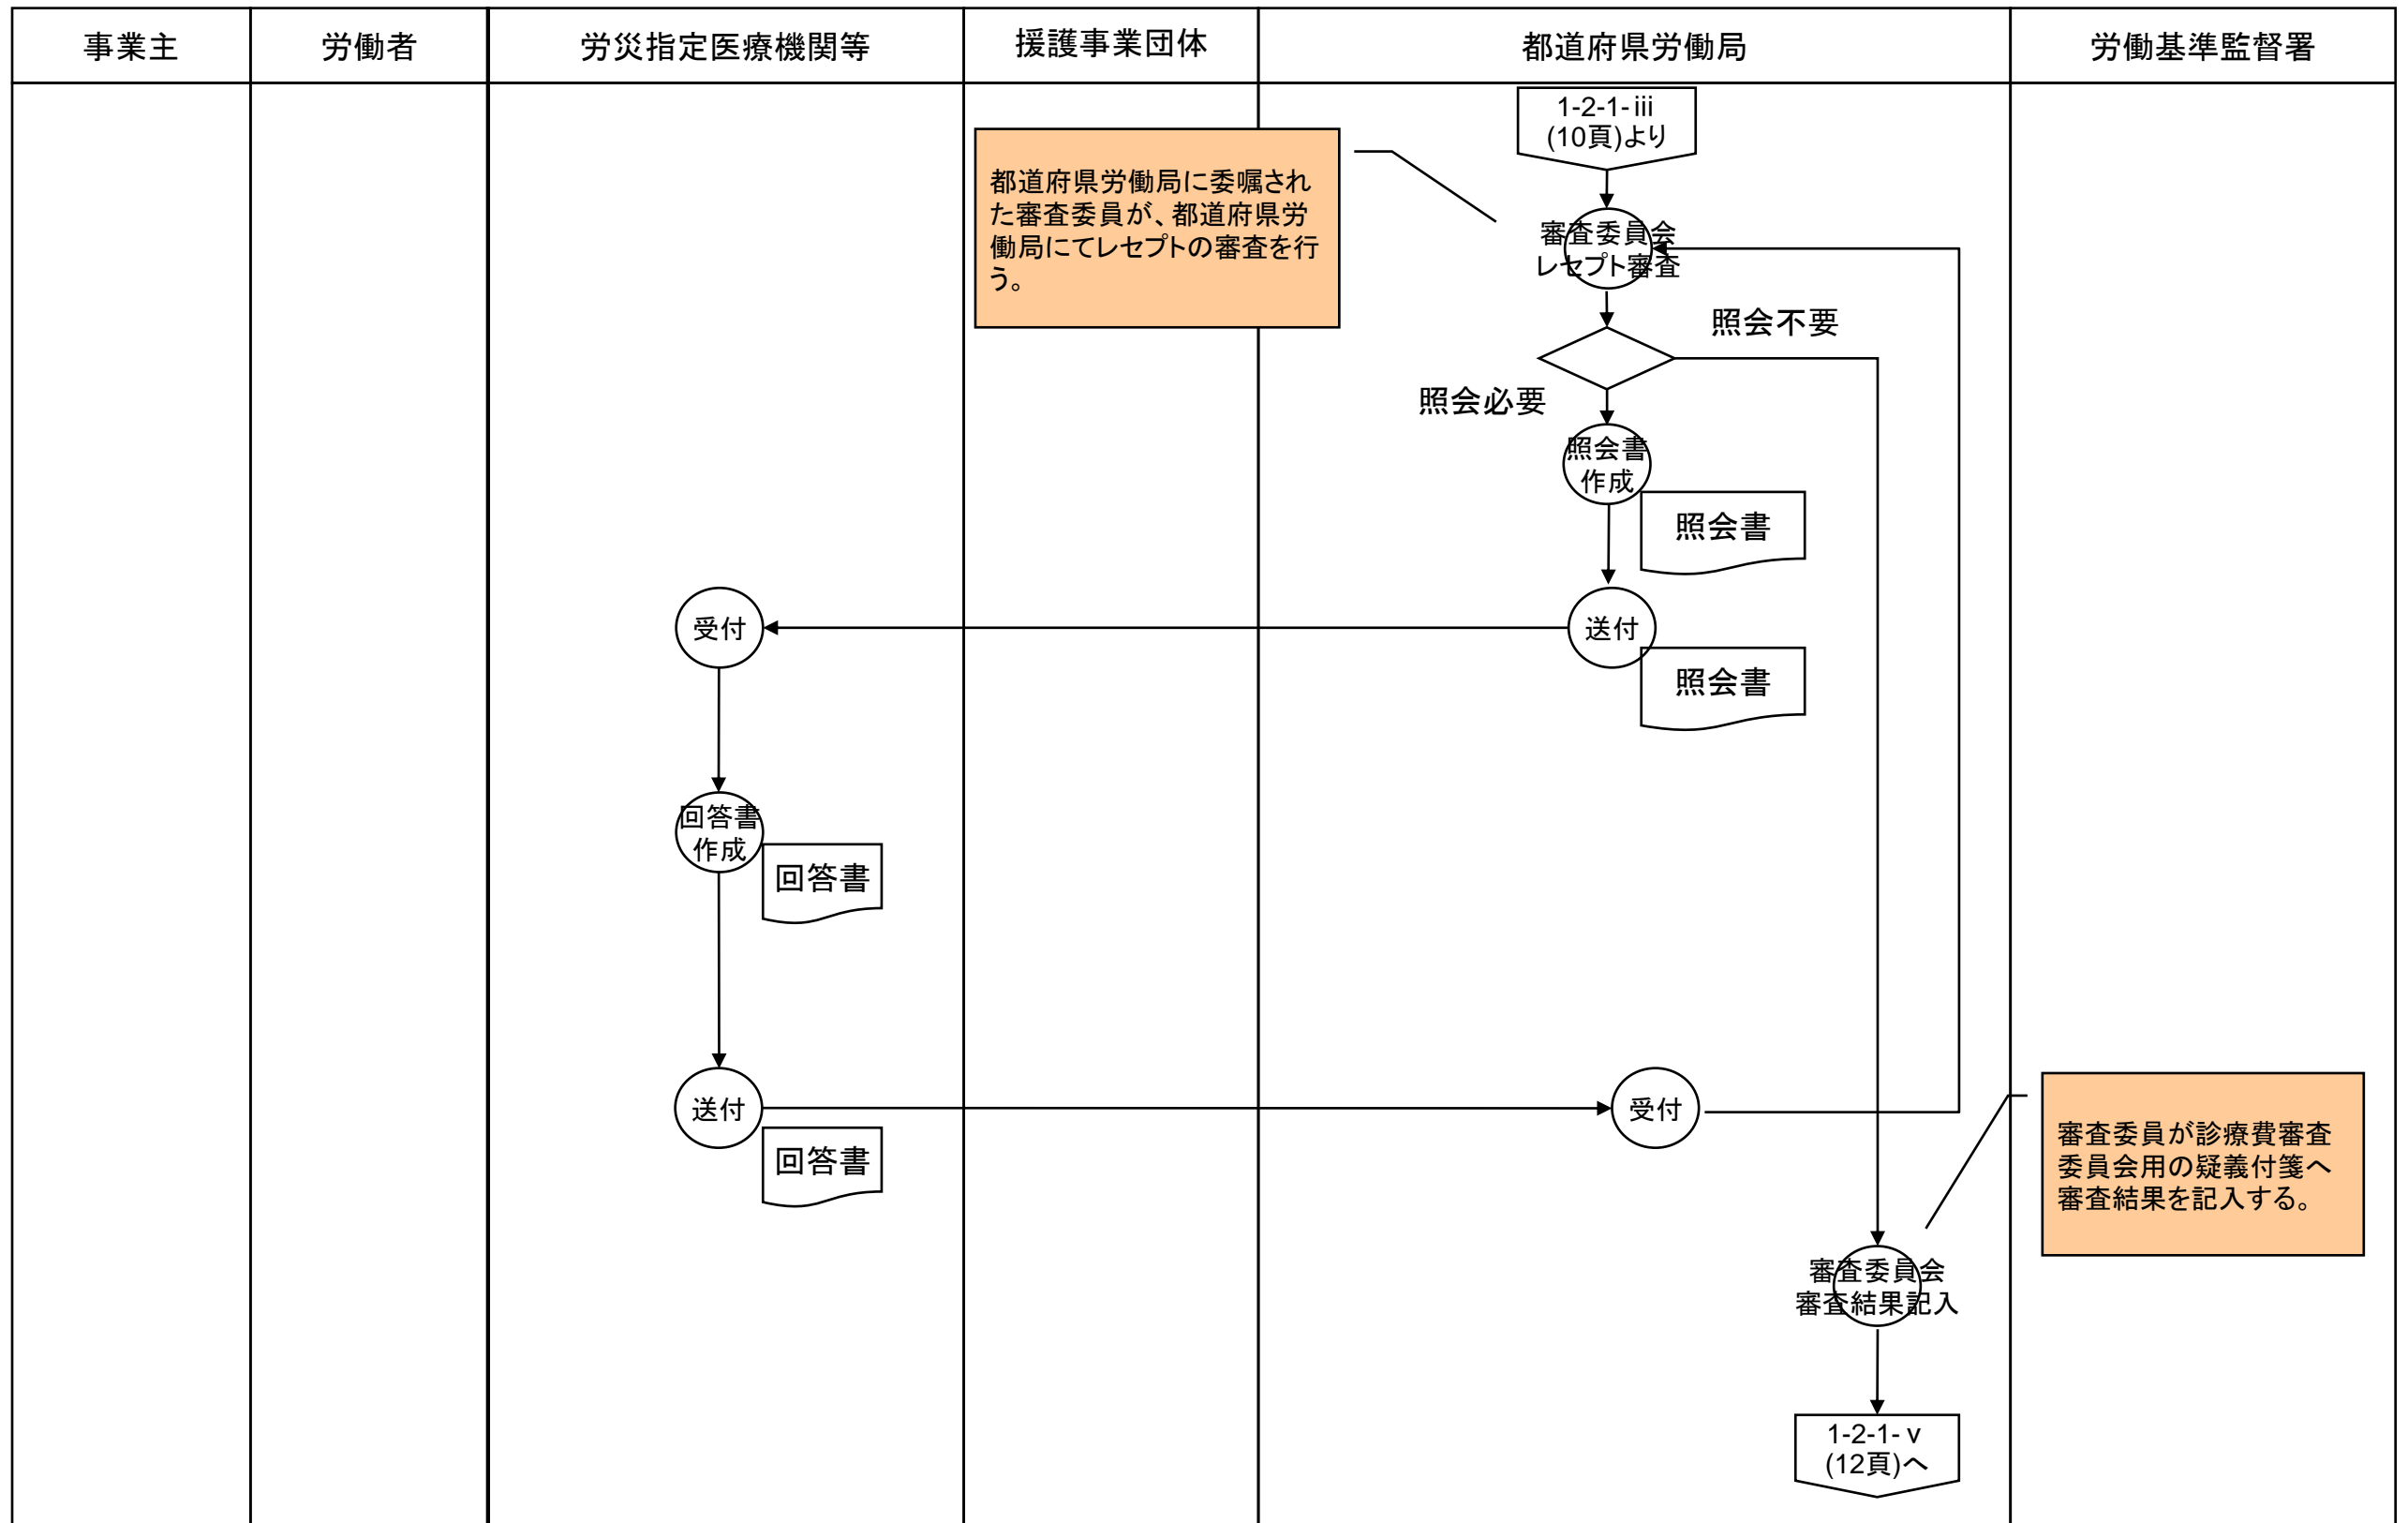 事業主
労働者
労災指定医療機関等
援護事業団体
都道府県労働局
労働基準監督署
1-2-1-ⅲ
(10頁)より
都道府県労働局に委嘱され
た審査委員が、都道府県労
働局にてレセプトの審査を行
う。
審査委員会
レセプト審査
照会不要
照会必要
照会書
作成
照会書
受付
送付
照会書
回答書
作成
回答書
送付
受付
回答書
審査委員が診療費審査
委員会用の疑義付箋へ
審査結果を記入する。
審査委員会
審査結果記入
1-2-1-ⅴ
(12頁)へ